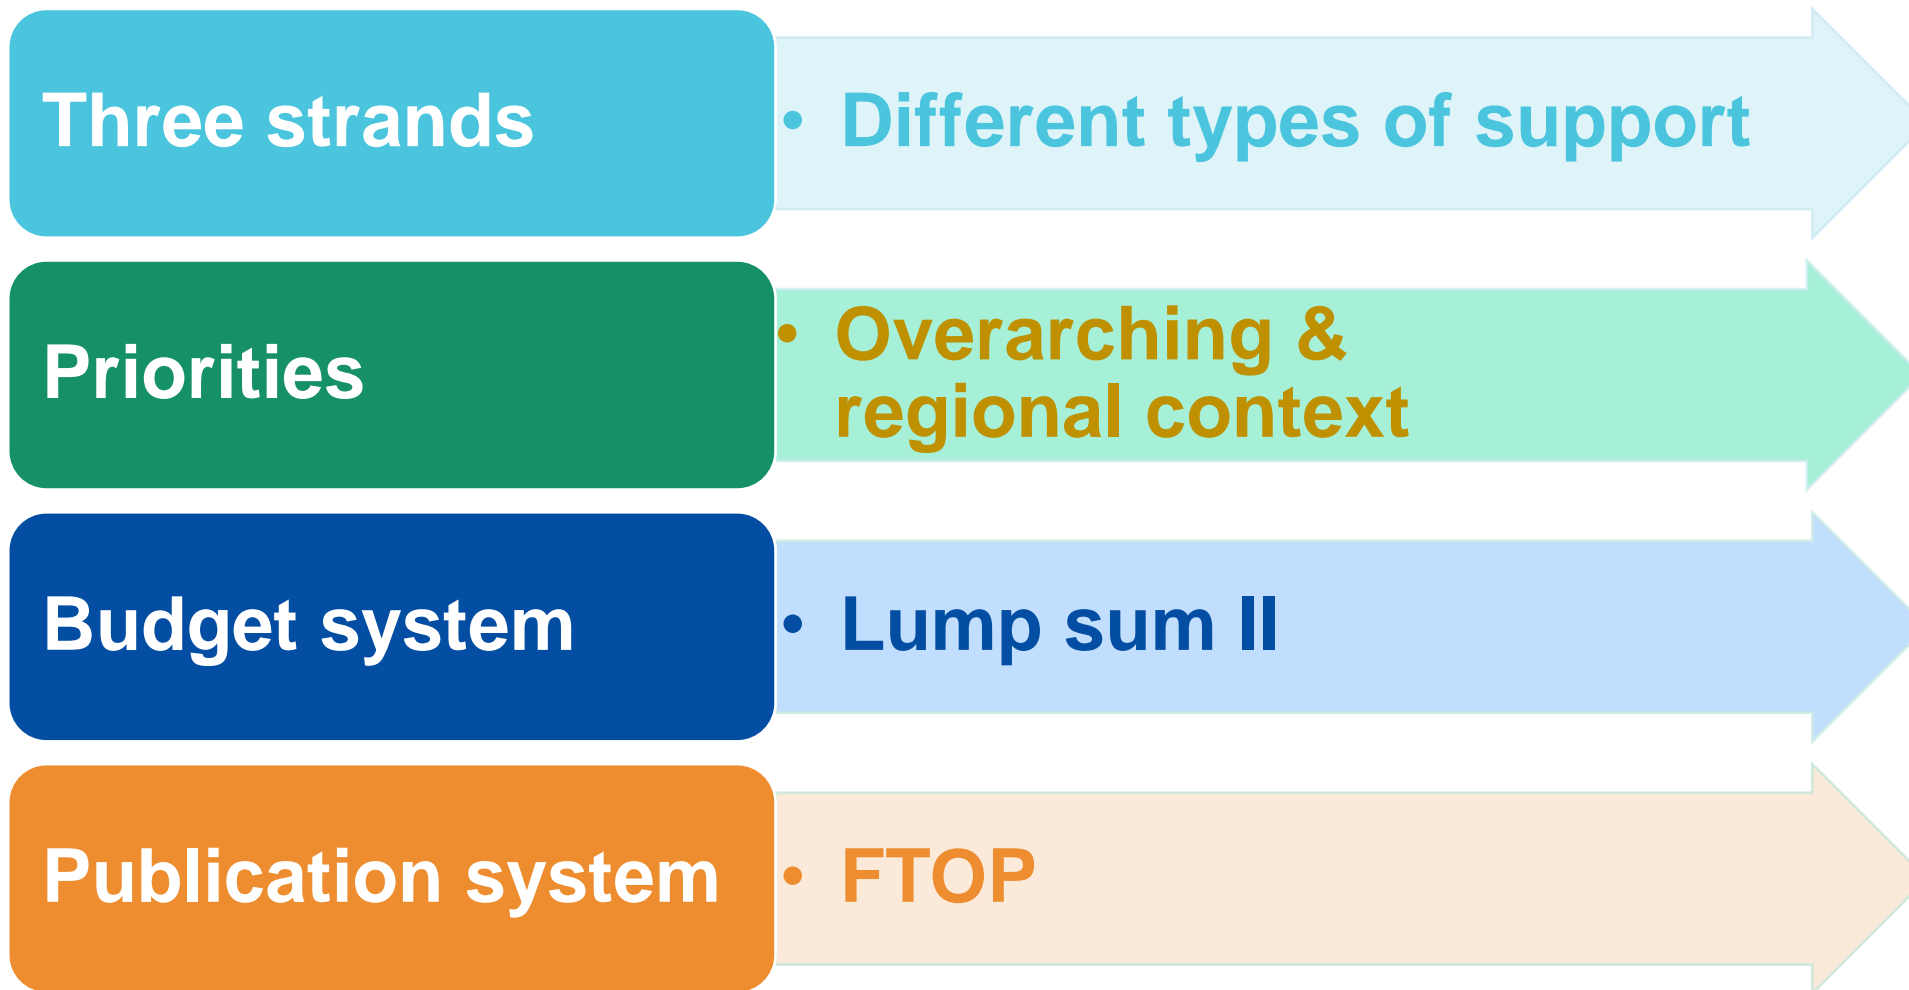 Three strands
• Different types of support
Priorities
• Overarching &
regional context
Budget system
• Lump sum II
Publication system
• FTOP